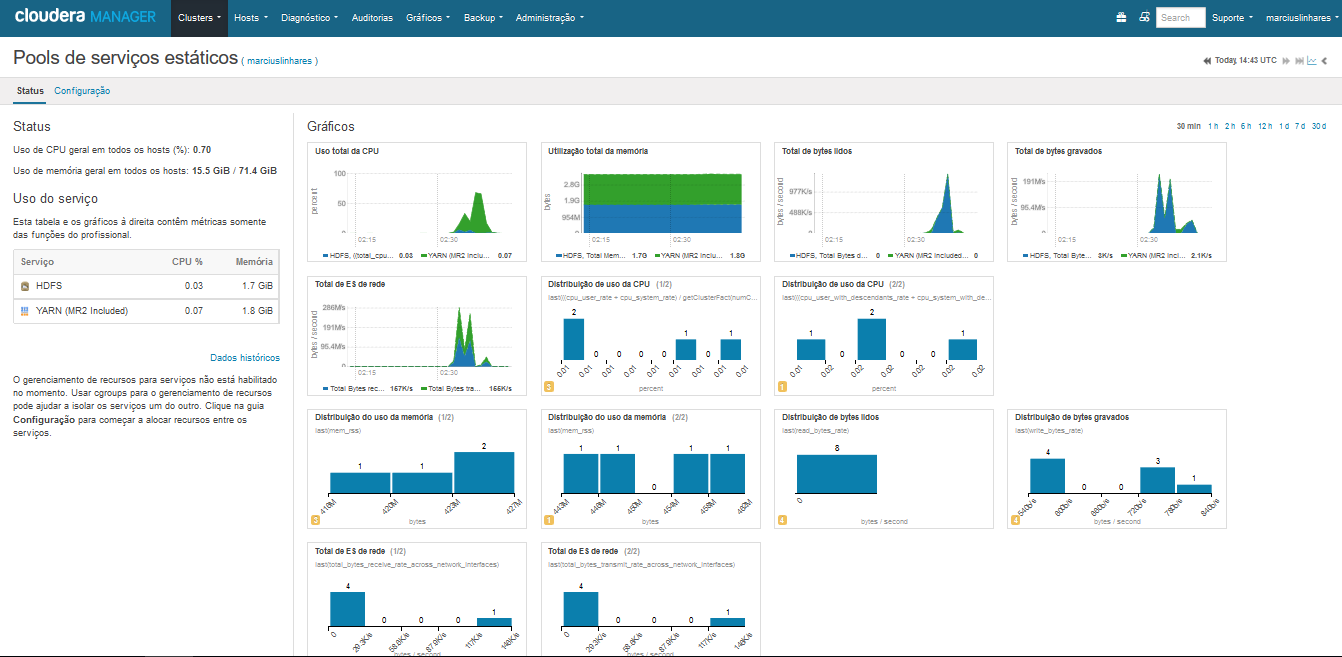 cloudera MANAGER
Clusters Hosts Diagnóstico Auditorias Gráficos Backup Administração Search Suporte marciuslinhares
Pools de serviços estáticos ( marciuslinhares )
Today, 14:43 UTC
Status Configuração
Status
Uso de CPU geral em todos os hosts (%): 0.70
Uso de memória geral em todos os hosts: 15.5 GiB / 71.4 GiB
Uso do serviço
Esta tabela e os gráficos à direita contêm métricas somente
das funções do profissional.
Serviço CPU % Memória
HDFS 0.03 1.7 GiB
YARN (MR2 Included) 0.07 1.8 GiB
Dados históricos
O gerenciamento de recursos para serviços não está habilitado
no momento. Usar cgroups para o gerenciamento de recursos
pode ajudar a isolar os serviços um do outro. Clique na guia
Configuração para começar a alocar recursos entre os
serviços.
Gráficos
30 min 1 h 2 h 6 h 12 h 1 d 7 d 30 d
Uso total da CPU
percent
100
50
02:15 02:30
HDFS, ((total_cpu... 0.03 YARN (MR2 Inclu... 0.07
Utilização total da memória
bytes
2.8G
1.9G
954M
0
02:15 02:30
HDFS, Total Mem... 1.7G YARN (MR2 Inclu... 1.8G
Total de bytes lidos
bytes / second
977K/s
488K/s
02:15 02:30
HDFS, Total Bytes d... 0 YARN (MR2 Included... 0
Total de bytes gravados
bytes / second
191M/s
95.4M/s
02:15 02:30
HDFS, Total Byte... 3K/s YARN (MR2 Inclu... 2.1K/s
Total de ES de rede
bytes / second
286M/s
191M/s
95.4M/s
02:15 02:30
Total Bytes rec... 157K/s Total Bytes tra... 155K/s
Distribuição do uso da CPU (1/2)
last(((cpu_user_rate + cpu_system_rate) / getClusterFact(numC...
2 0 0 0 0 1 0 1
0.01 0.01 0.01 0.01 0.01 0.01 0.01 0.01 0.01
percent
3
Distribuição do uso da CPU (2/2)
last(((cpu_user_with_descendants_rate + cpu_system_with_de...
1 0 2 0 0 1
0.01 0.02 0.02 0.02 0.02 0.02 0.02
percent
1
Distribuição do uso da memória (1/2)
last(mem_rss)
1 1 2
416M 420M 423M 427M
bytes
3
Distribuição do uso da memória (2/2)
last(mem_rss)
1 1 0 1 1
443M 446M 450M 454M 458M 462M
bytes
1
Distribuição de bytes lidos
last(read_bytes_rate)
8
0
bytes / second
4
Distribuição de bytes gravados
last(write_bytes_rate)
4 0 0 3 1
540b/s 600b/s 660b/s 720b/s 780b/s 840b/s
bytes / second
4
Total de ES de rede (1/2)
last(total_bytes_receive_rate_across_network_interfaces)
4 0 0 0 1
0 29.3K/s 58.6K/s 87.9K/s 117K/s 146K/s
bytes / second
Total de ES de rede (2/2)
last(total_bytes_transmit_rate_across_network_interfaces)
4 0 0 0 1
0 29.3K/s 58.6K/s 87.9K/s 117K/s 146K/s
bytes / second